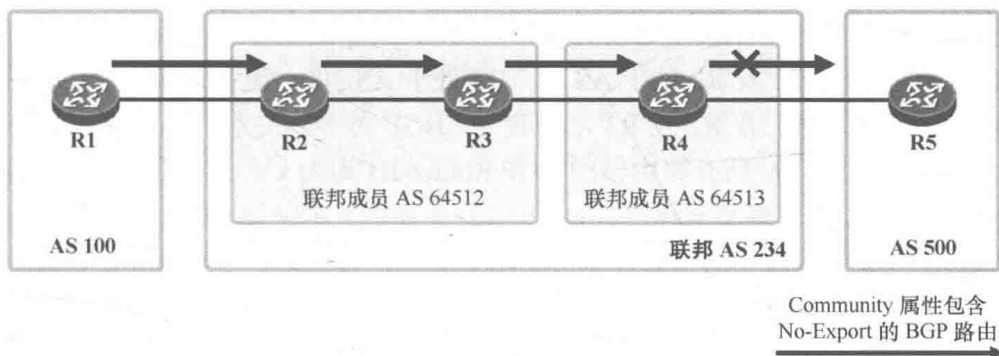 R1
R2
R3
R4
R5
联邦成员 AS 64512
联邦成员 AS 64513
AS 100
联邦 AS 234
AS 500
Community 属性包含
No-Export 的 BGP 路由